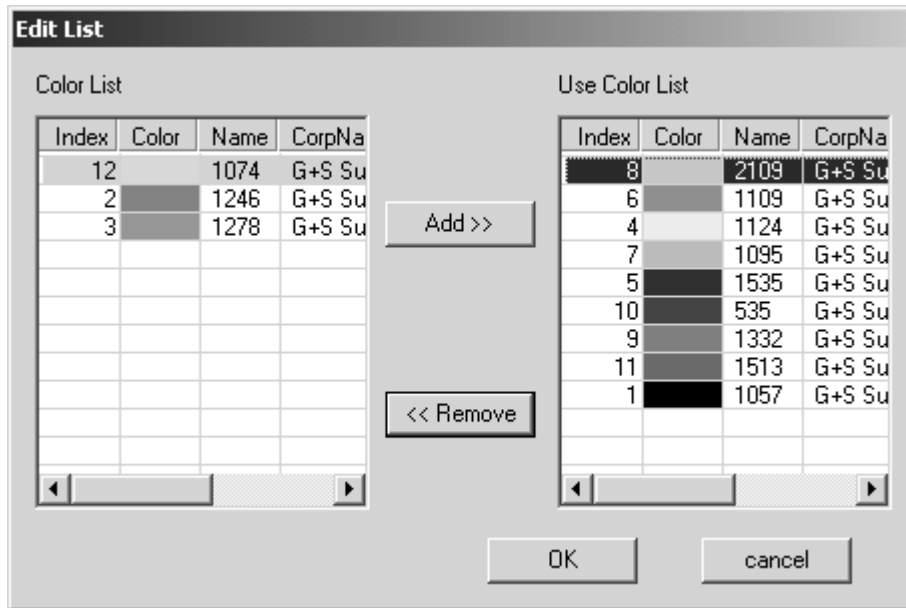 Edit List
Color List
Index Color Name CorpNa
12 1074 G+S Su
2 1246 G+S Su
3 1278 G+S Su
Add >>
<< Remove
Use Color List
Index Color Name CorpNa
8 2109 G+S Su
6 1109 G+S Su
4 1124 G+S Su
7 1095 G+S Su
5 1535 G+S Su
10 535 G+S Su
9 1332 G+S Su
11 1513 G+S Su
1 1057 G+S Su
OK cancel